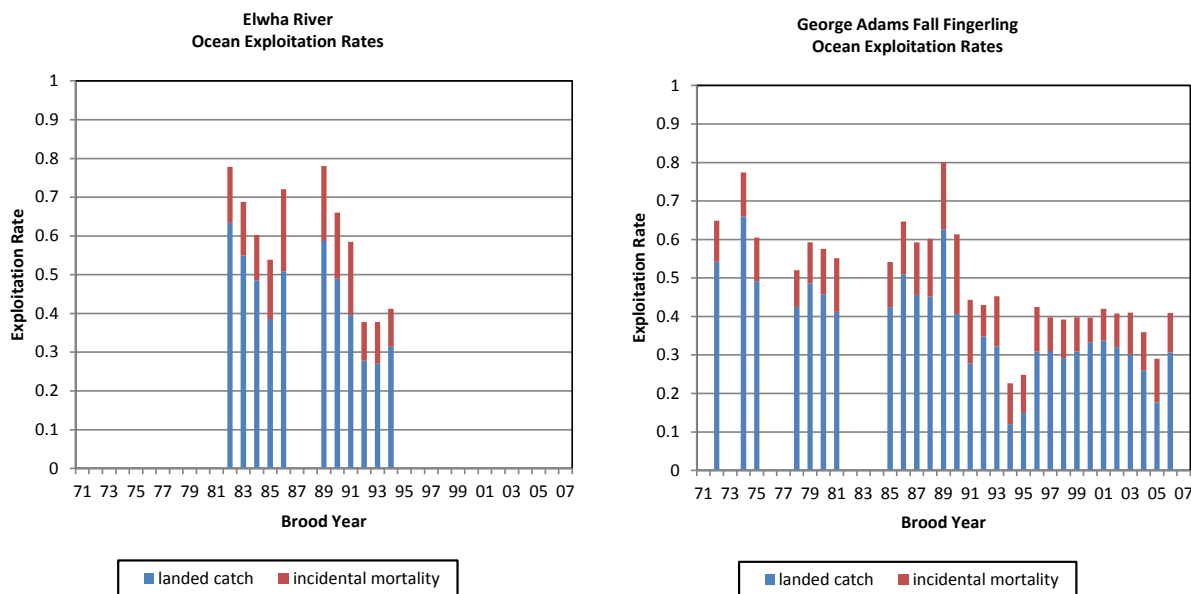 Elwha River
Ocean Exploitation Rates
1
0.9
0.8
0.7
0.6
0.5
0.4
0.3
0.2
0.1
0
Exploitation Rate
71 73 75 77 79 81 83 85 87 89 91 93 95 97 99 01 03 05 07
Brood Year
landed catch incidental mortality
George Adams Fall Fingerling
Ocean Exploitation Rates
1
0.9
0.8
0.7
0.6
0.5
0.4
0.3
0.2
0.1
0
Exploitation Rate
71 73 75 77 79 81 83 85 87 89 91 93 95 97 99 01 03 05 07
Brood Year
landed catch incidental mortality